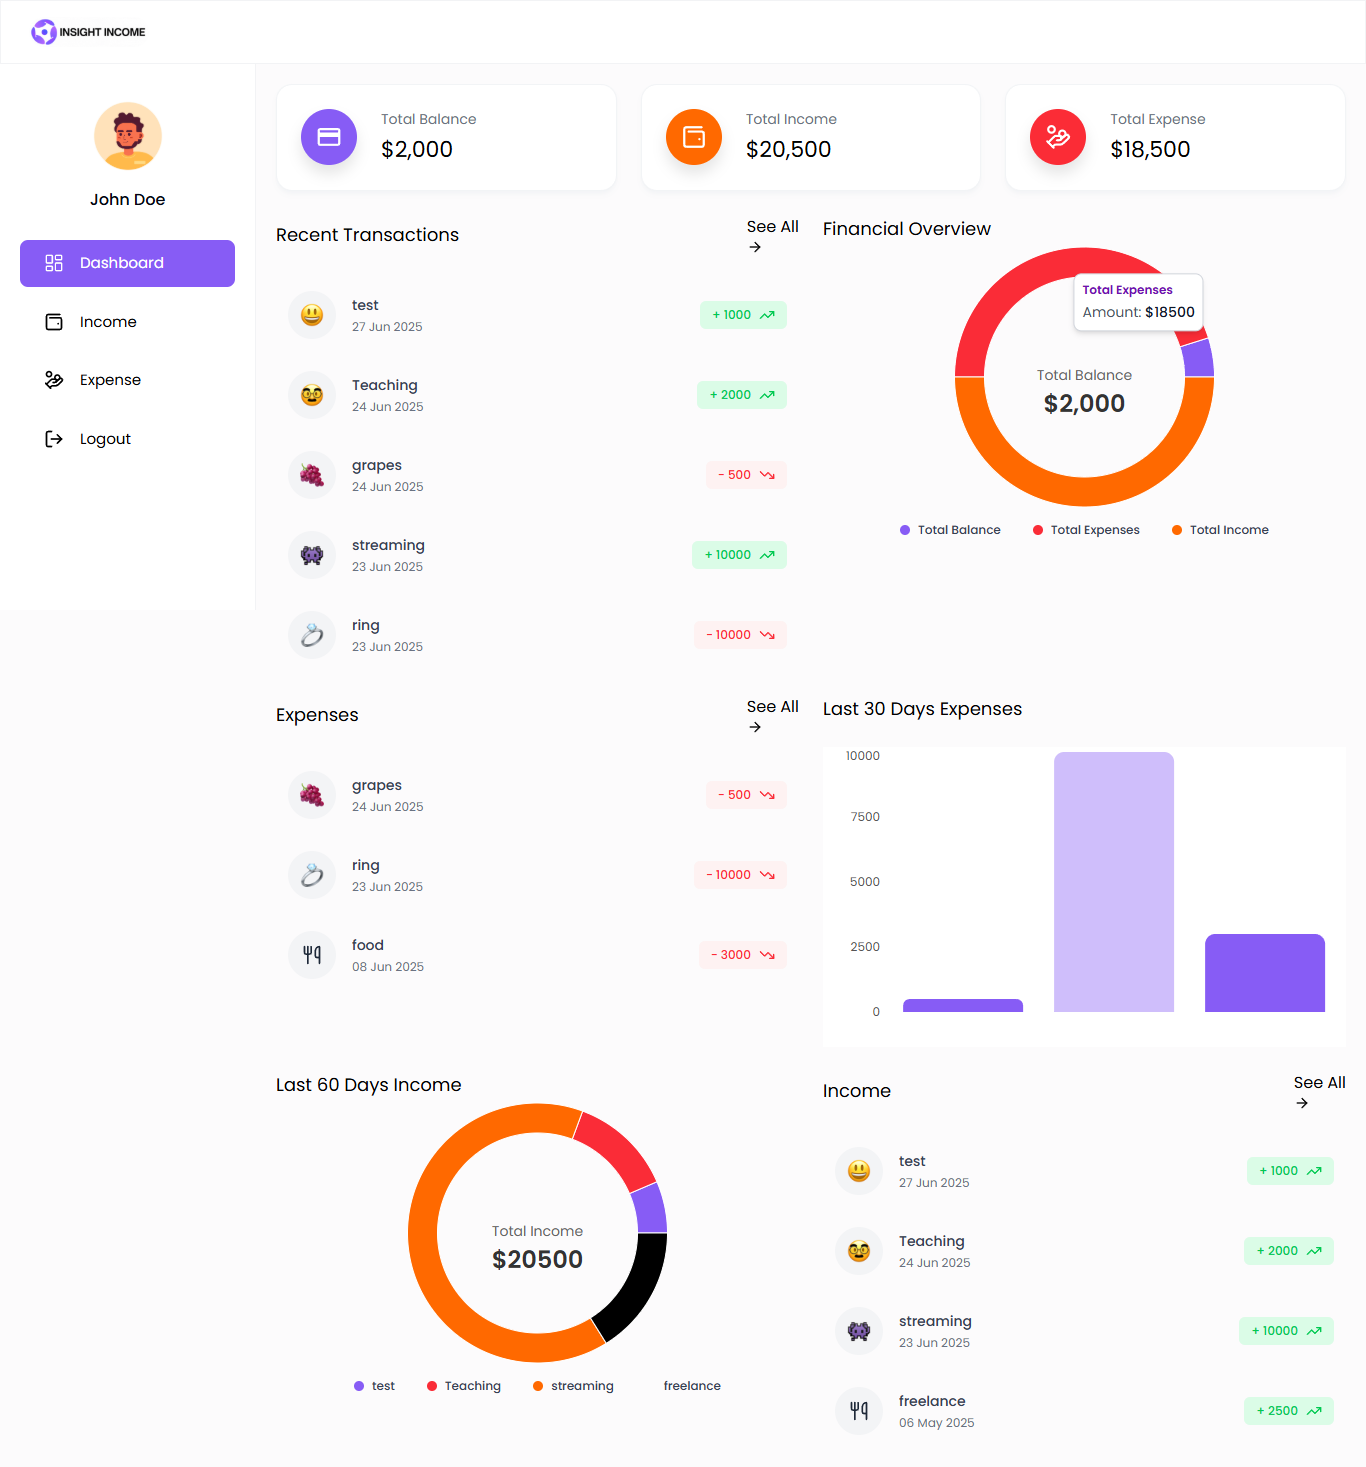 INSIGHT INCOME
John Doe
Dashboard
Income
Expense
Logout
Total Balance
$2,000
Total Income
$20,500
Total Expense
$18,500
Recent Transactions
See All
test
27 Jun 2025
+ 1000
Teaching
24 Jun 2025
+ 2000
grapes
24 Jun 2025
- 500
streaming
23 Jun 2025
+ 10000
ring
23 Jun 2025
- 10000
Financial Overview
Total Expenses
Amount: $18500
Total Balance
$2,000
Total Balance
Total Expenses
Total Income
Expenses
See All
grapes
24 Jun 2025
- 500
ring
23 Jun 2025
- 10000
food
08 Jun 2025
- 3000
Last 30 Days Expenses
10000
7500
5000
2500
0
Last 60 Days Income
Total Income
$20500
test
Teaching
streaming
freelance
Income
See All
test
27 Jun 2025
+ 1000
Teaching
24 Jun 2025
+ 2000
streaming
23 Jun 2025
+ 10000
freelance
06 May 2025
+ 2500